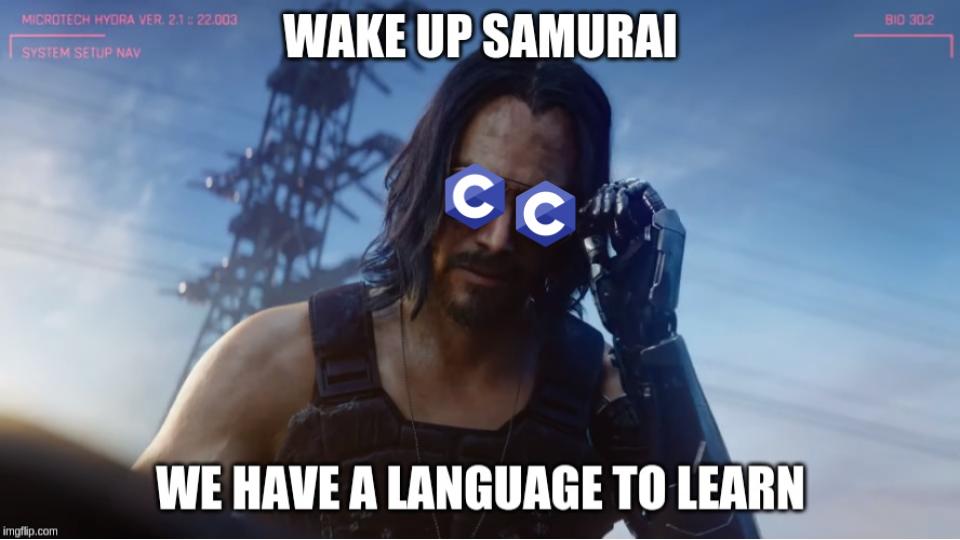 MICROTECH HYDRA VER. 2.1 :: 22.003
BIO 30:2
SYSTEM SETUP NAV
WAKE UP SAMURAI
C C
WE HAVE A LANGUAGE TO LEARN
imgflip.com